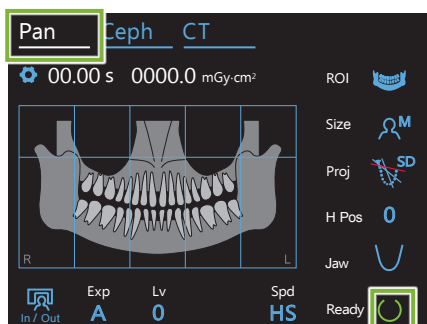 Pan Ceph CT
00.00 s 0000.0 mGy·cm²
ROI
Size M
Proj SD
H Pos 0
R L
Jaw
In / Out
Exp A
Lv 0
Spd HS
Ready